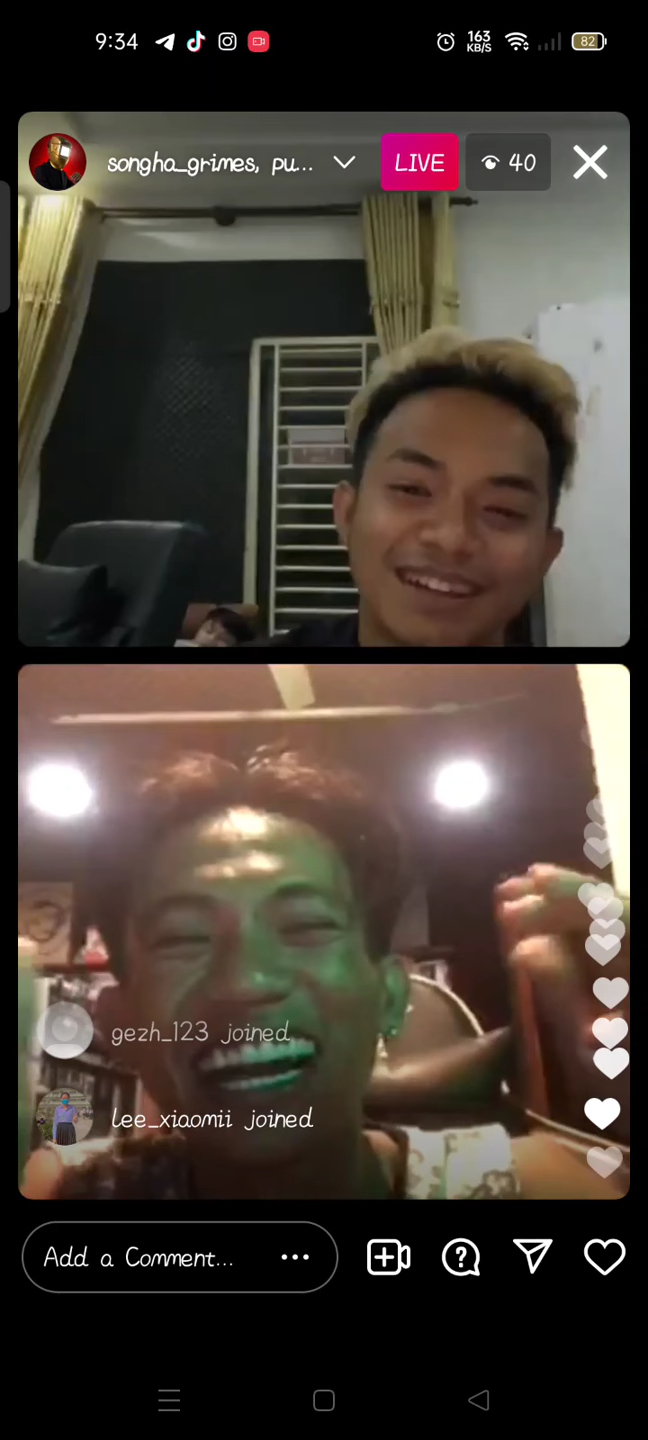 9:34
163
KB/S
82
songha_grimes, pu...
LIVE
40
gezh_123 joined
lee_xiaomii joined
Add a Comment...